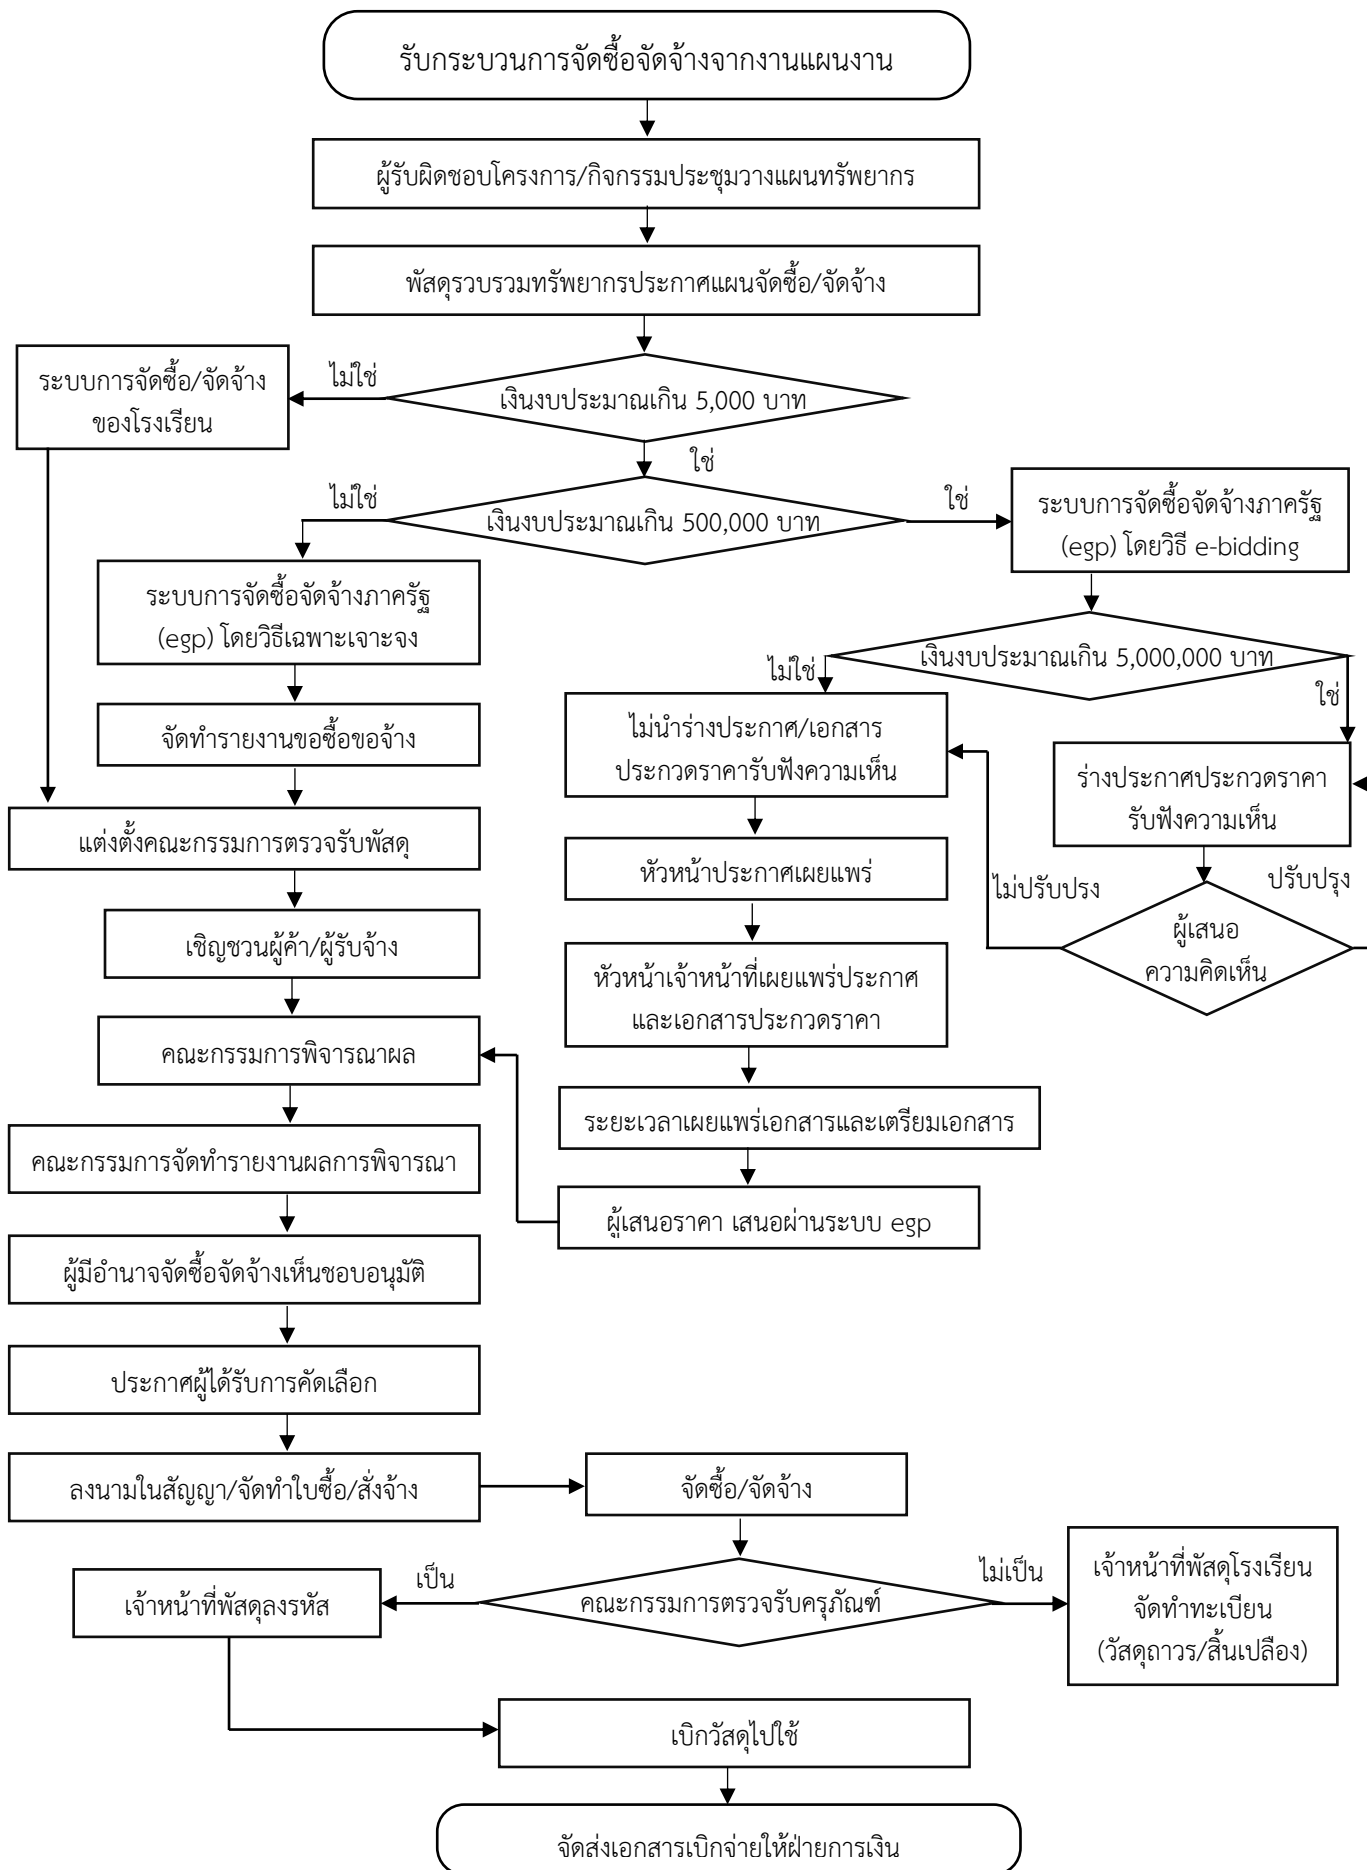 รับกระบวนการจัดซื้อจัดจ้างจากงานแผนงาน
ผู้รับผิดชอบโครงการ/กิจกรรมประชุมวางแผนทรัพยากร
พัสดุรวบรวมทรัพยากรประกาศแผนจัดซื้อ/จัดจ้าง
ระบบการจัดซื้อ/จัดจ้าง
ของโรงเรียน
ไม่ใช่
เงินงบประมาณเกิน 5,000 บาท
ใช่
ไม่ใช่
เงินงบประมาณเกิน 500,000 บาท
ใช่
ระบบการจัดซื้อจัดจ้างภาครัฐ
(egp) โดยวิธี e-bidding
ระบบการจัดซื้อจัดจ้างภาครัฐ
(egp) โดยวิธีเฉพาะเจาะจง
เงินงบประมาณเกิน 5,000,000 บาท
ไม่ใช่
ใช่
จัดทำรายงานขอซื้อขอจ้าง
ไม่นำร่างประกาศ/เอกสาร
ประกวดราคารับฟังความเห็น
ร่างประกาศประกวดราคา
รับฟังความเห็น
แต่งตั้งคณะกรรมการตรวจรับพัสดุ
หัวหน้าประกาศเผยแพร่
ไม่ปรับปรง
ปรับปรุง
ผู้เสนอ
ความคิดเห็น
เชิญชวนผู้ค้า/ผู้รับจ้าง
หัวหน้าเจ้าหน้าที่เผยแพร่ประกาศ
และเอกสารประกวดราคา
คณะกรรมการพิจารณาผล
ระยะเวลาเผยแพร่เอกสารและเตรียมเอกสาร
คณะกรรมการจัดทำรายงานผลการพิจารณา
ผู้เสนอราคา เสนอผ่านระบบ egp
ผู้มีอำนาจจัดซื้อจัดจ้างเห็นชอบอนุมัติ
ประกาศผู้ได้รับการคัดเลือก
ลงนามในสัญญา/จัดทำใบซื้อ/สั่งจ้าง
จัดซื้อ/จัดจ้าง
เป็น
ไม่เป็น
เจ้าหน้าที่พัสดุลงรหัส
คณะกรรมการตรวจรับครุภัณฑ์
เจ้าหน้าที่พัสดุโรงเรียน
จัดทำทะเบียน
(วัสดุถาวร/สิ้นเปลือง)
เบิกวัสดุไปใช้
จัดส่งเอกสารเบิกจ่ายให้ฝ่ายการเงิน